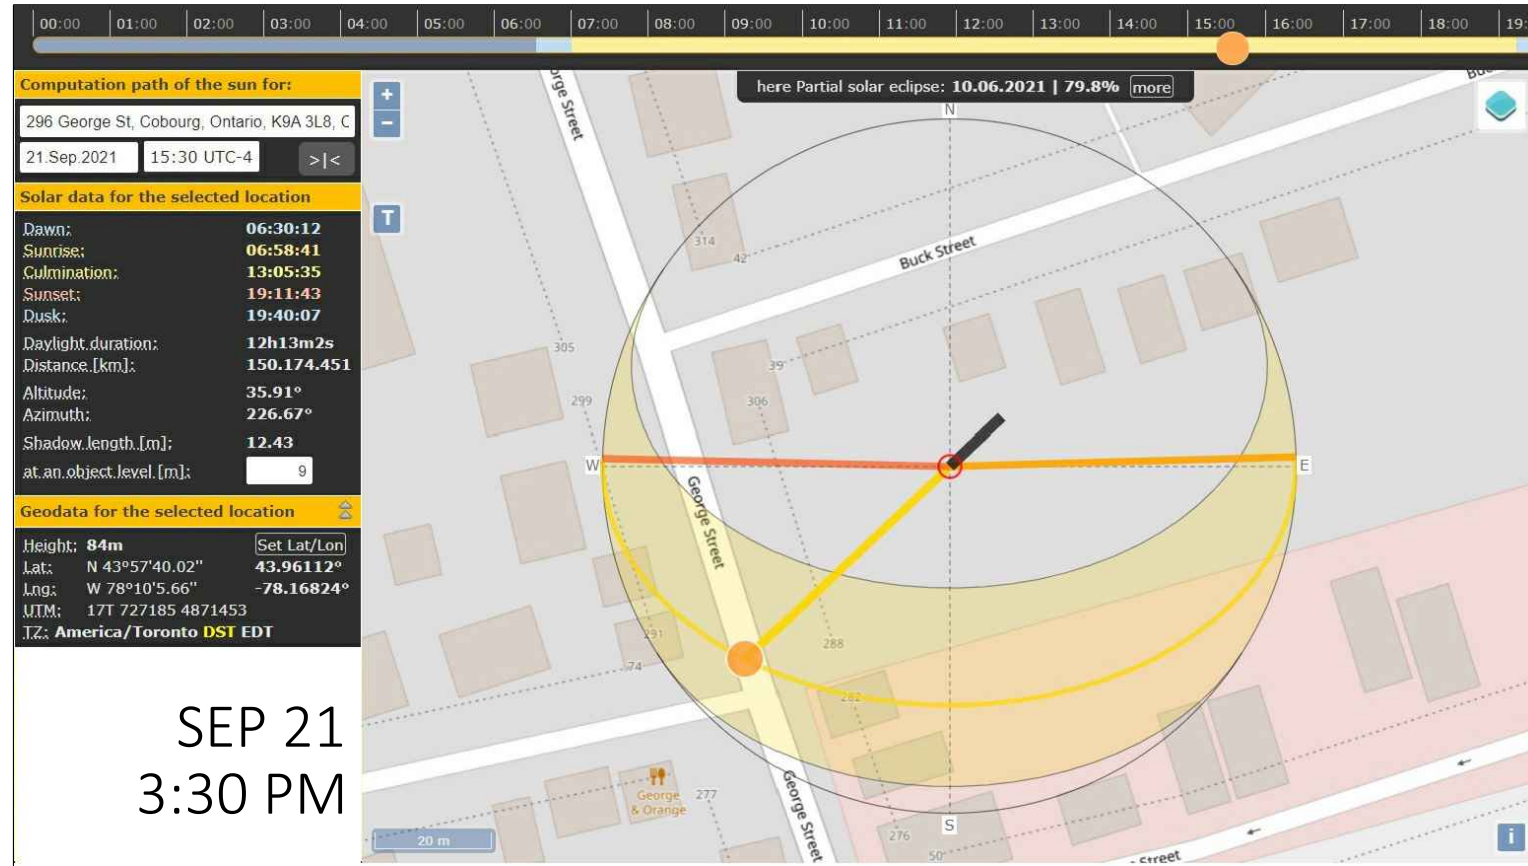 00:00 01:00 02:00 03:00 04:00 05:00 06:00 07:00 08:00 09:00 10:00 11:00 12:00 13:00 14:00 15:00 16:00 17:00 18:00 19:
Computation path of the sun for:
296 George St, Cobourg, Ontario, K9A 3L8, C
21.Sep.2021 15:30 UTC-4 >|<
Solar data for the selected location
Dawn: 06:30:12
Sunrise: 06:58:41
Culmination: 13:05:35
Sunset: 19:11:43
Dusk: 19:40:07
Daylight duration: 12h13m2s
Distance [km]: 150.174.451
Altitude: 35.91°
Azimuth: 226.67°
Shadow length [m]: 12.43
at an object level [m]: 9
Geodata for the selected location
Height: 84m Set Lat/Lon
Lat: N 43°57'40.02" 43.96112°
Lng: W 78°10'5.66" -78.16824°
UTM: 17T 727185 4871453
TZ: America/Toronto DST EDT
SEP 21
3:30 PM
+
−
T
here Partial solar eclipse: 10.06.2021 | 79.8% more
N
George Street
314
42
Buck Street
305
39
299
306
W
E
George Street
291
74
288
282
George
& Orange
277
George Street
276
S
50
Street
20 m
i